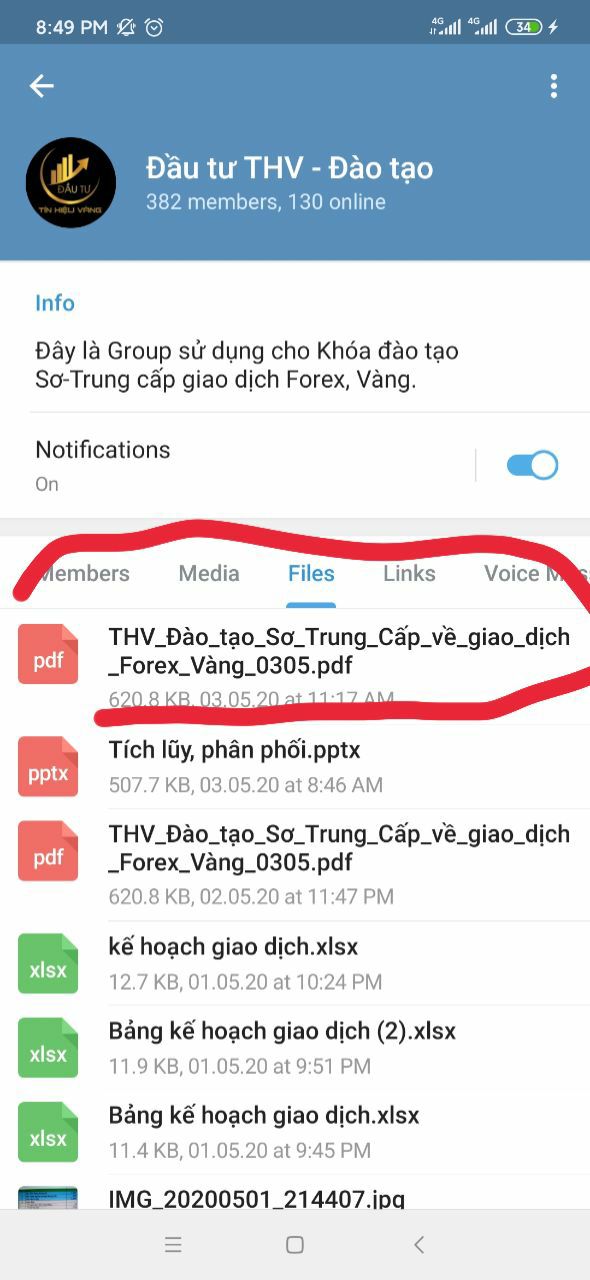 8:49 PM
4G
4G
34
ĐẦU TƯ
TÍN HIỆU VÀNG
Đầu tư THV - Đào tạo
382 members, 130 online
Info
Đây là Group sử dụng cho Khóa đào tạo
Sơ-Trung cấp giao dịch Forex, Vàng.
Notifications
On
Members Media Files Links Voice Mes
pdf
THV_Đào_tạo_Sơ_Trung_Cấp_về_giao_dịch
_Forex_Vàng_0305.pdf
620.8 KB, 03.05.20 at 11:17 AM
pptx
Tích lũy, phân phối.pptx
507.7 KB, 03.05.20 at 8:46 AM
pdf
THV_Đào_tạo_Sơ_Trung_Cấp_về_giao_dịch
_Forex_Vàng_0305.pdf
620.8 KB, 02.05.20 at 11:47 PM
xlsx
kế hoạch giao dịch.xlsx
12.7 KB, 01.05.20 at 10:24 PM
xlsx
Bảng kế hoạch giao dịch (2).xlsx
11.9 KB, 01.05.20 at 9:51 PM
xlsx
Bảng kế hoạch giao dịch.xlsx
11.4 KB, 01.05.20 at 9:45 PM
IMG_20200501_214407.jpg